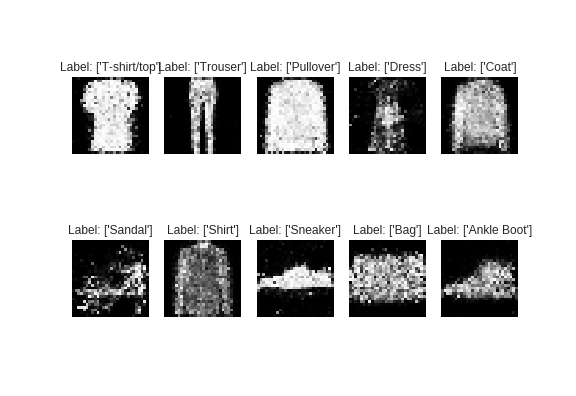 Label: ['T-shirt/top'] Label: ['Trouser'] Label: ['Pullover'] Label: ['Dress'] Label: ['Coat']
Label: ['Sandal'] Label: ['Shirt'] Label: ['Sneaker'] Label: ['Bag'] Label: ['Ankle Boot']